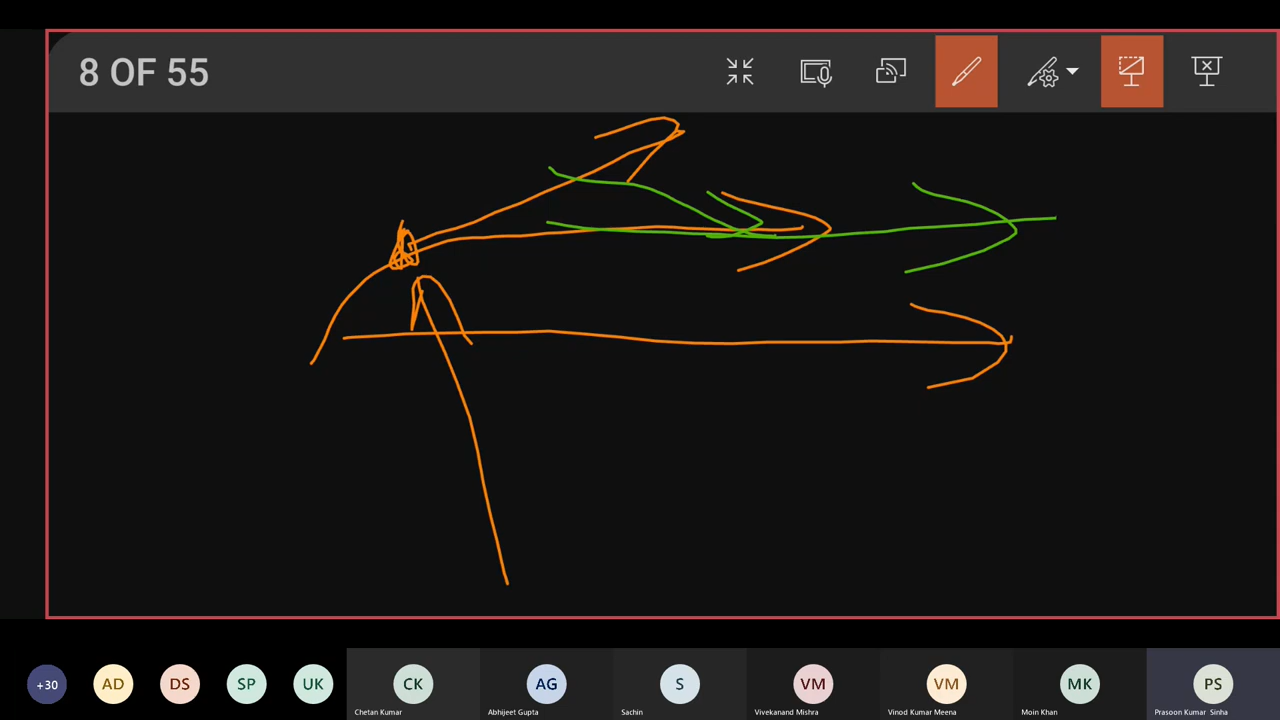 8 OF 55
+30
AD
DS
SP
UK
CK
AG
S
VM
VM
MK
PS
Chetan Kumar
Abhijeet Gupta
Sachin
Vivekanand Mishra
Vinod Kumar Meena
Moin Khan
Prasoon Kumar Sinha